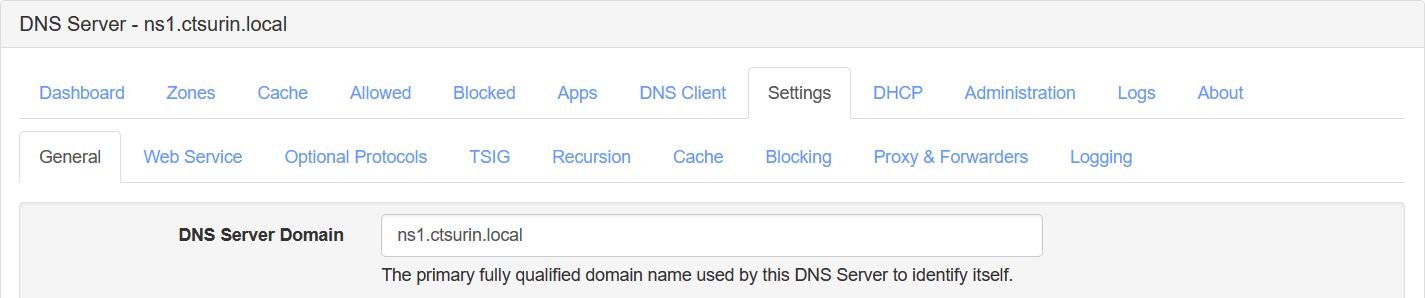 DNS Server - ns1.ctsurin.local
Dashboard Zones Cache Allowed Blocked Apps DNS Client Settings DHCP Administration Logs About
General Web Service Optional Protocols TSIG Recursion Cache Blocking Proxy & Forwarders Logging
DNS Server Domain ns1.ctsurin.local
The primary fully qualified domain name used by this DNS Server to identify itself.